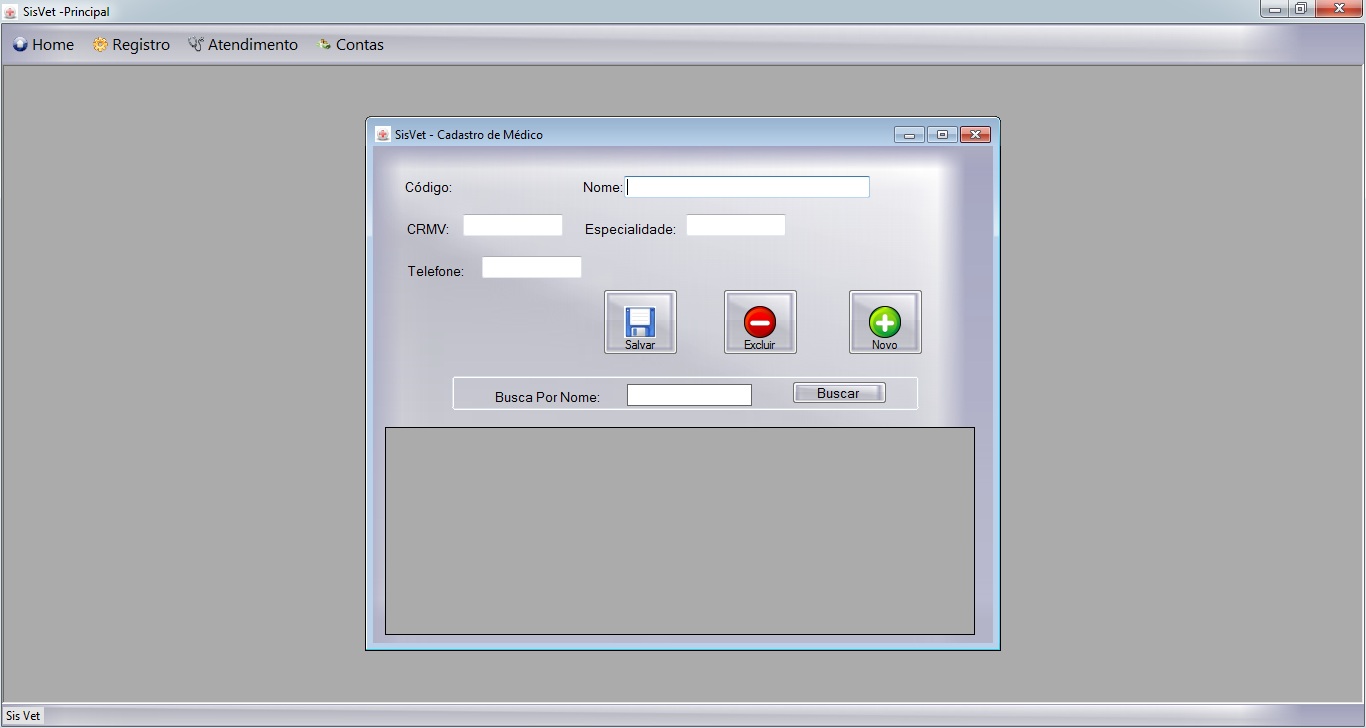 SisVet -Principal
Home Registro Atendimento Contas
SisVet - Cadastro de Médico
Código: Nome:
CRMV: Especialidade:
Telefone:
Salvar Excluir Novo
Busca Por Nome: Buscar
Sis Vet